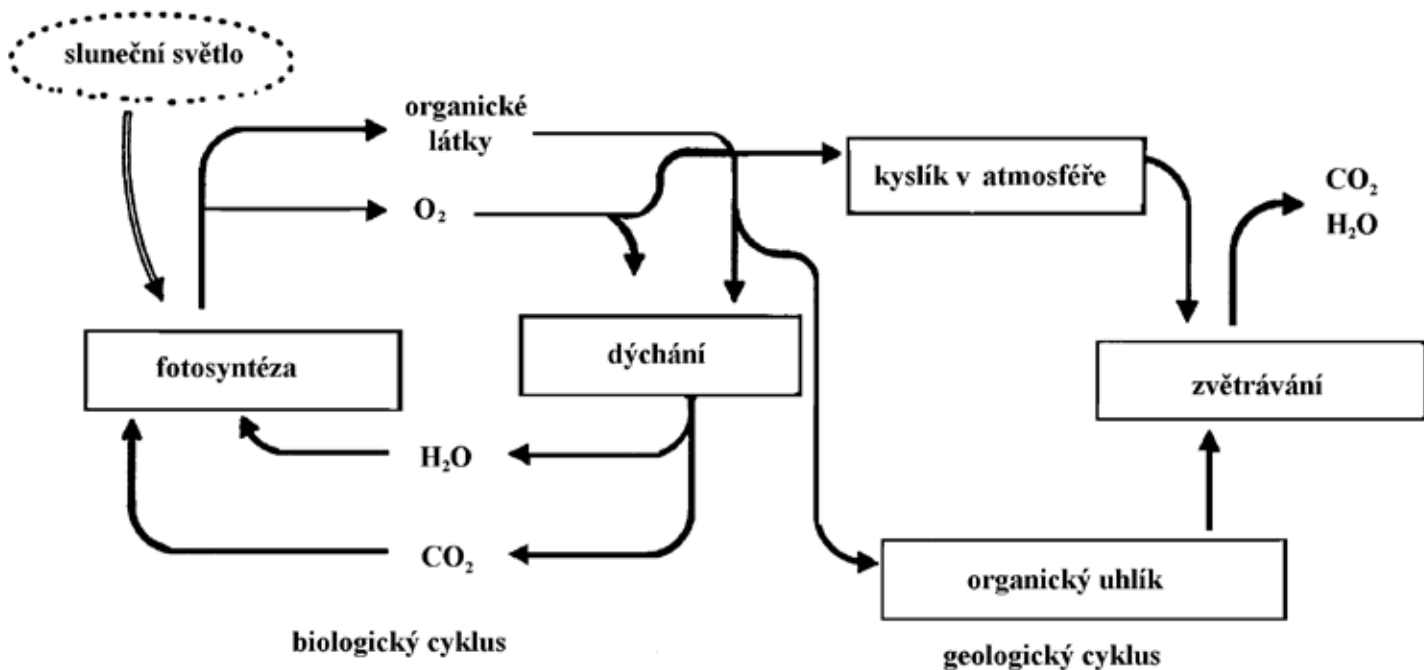 sluneční světlo
organické
látky
O₂
kyslík v atmosféře
CO₂
H₂O
fotosyntéza
dýchání
zvětrávání
H₂O
CO₂
organický uhlík
biologický cyklus
geologický cyklus